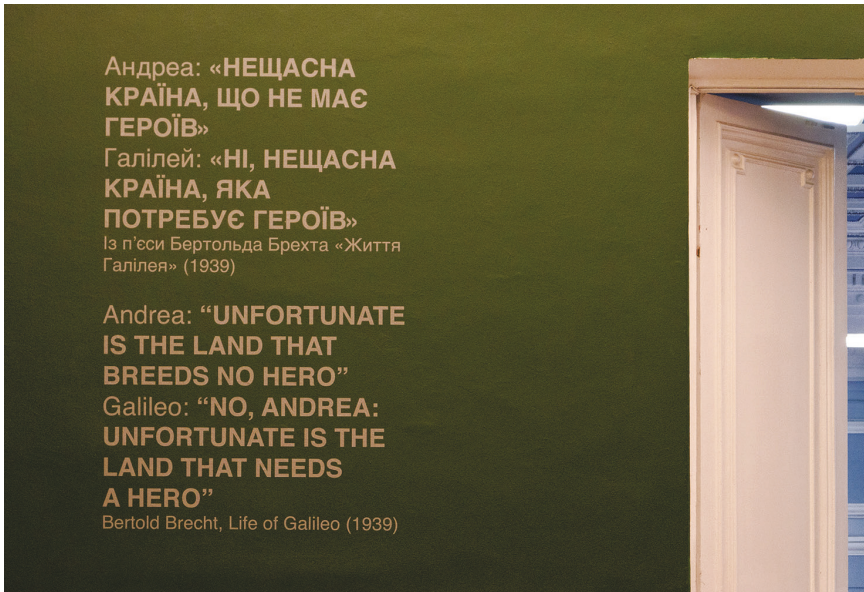 Андреа: «НЕЩАСНА
КРАЇНА, ЩО НЕ МАЄ
ГЕРОЇВ»
Галілей: «НІ, НЕЩАСНА
КРАЇНА, ЯКА
ПОТРЕБУЄ ГЕРОЇВ»
Із п’єси Бертольда Брехта «Життя
Галілея» (1939)
Andrea: “UNFORTUNATE
IS THE LAND THAT
BREEDS NO HERO”
Galileo: “NO, ANDREA:
UNFORTUNATE IS THE
LAND THAT NEEDS
A HERO”
Bertold Brecht, Life of Galileo (1939)